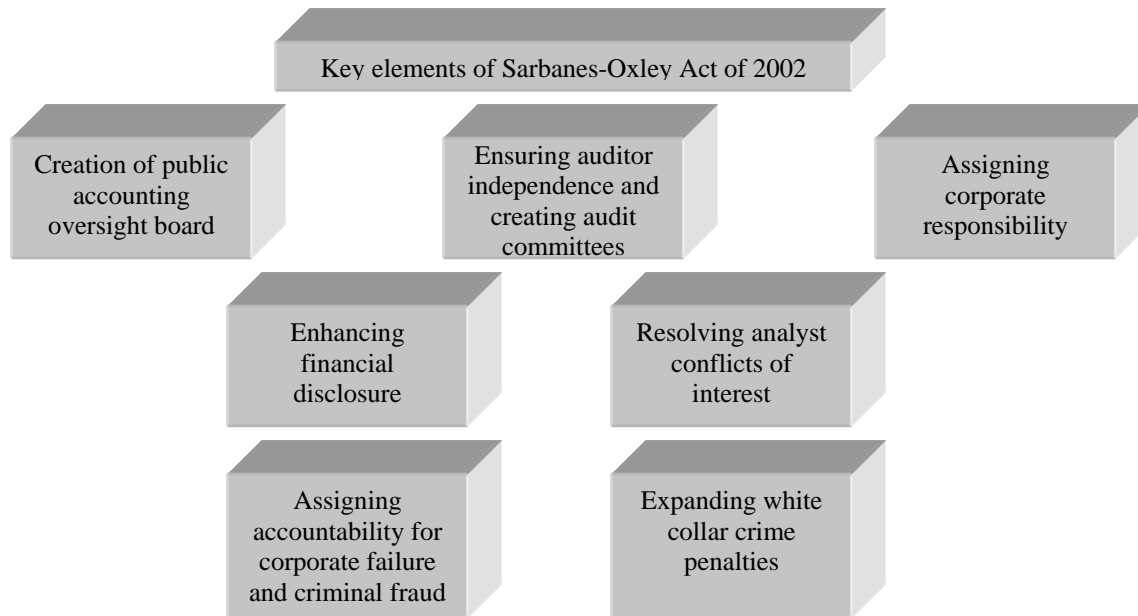 Key elements of Sarbanes-Oxley Act of 2002
Creation of public
accounting
oversight board
Ensuring auditor
independence and
creating audit
committees
Assigning
corporate
responsibility
Enhancing
financial
disclosure
Resolving analyst
conflicts of
interest
Assigning
accountability for
corporate failure
and criminal fraud
Expanding white
collar crime
penalties